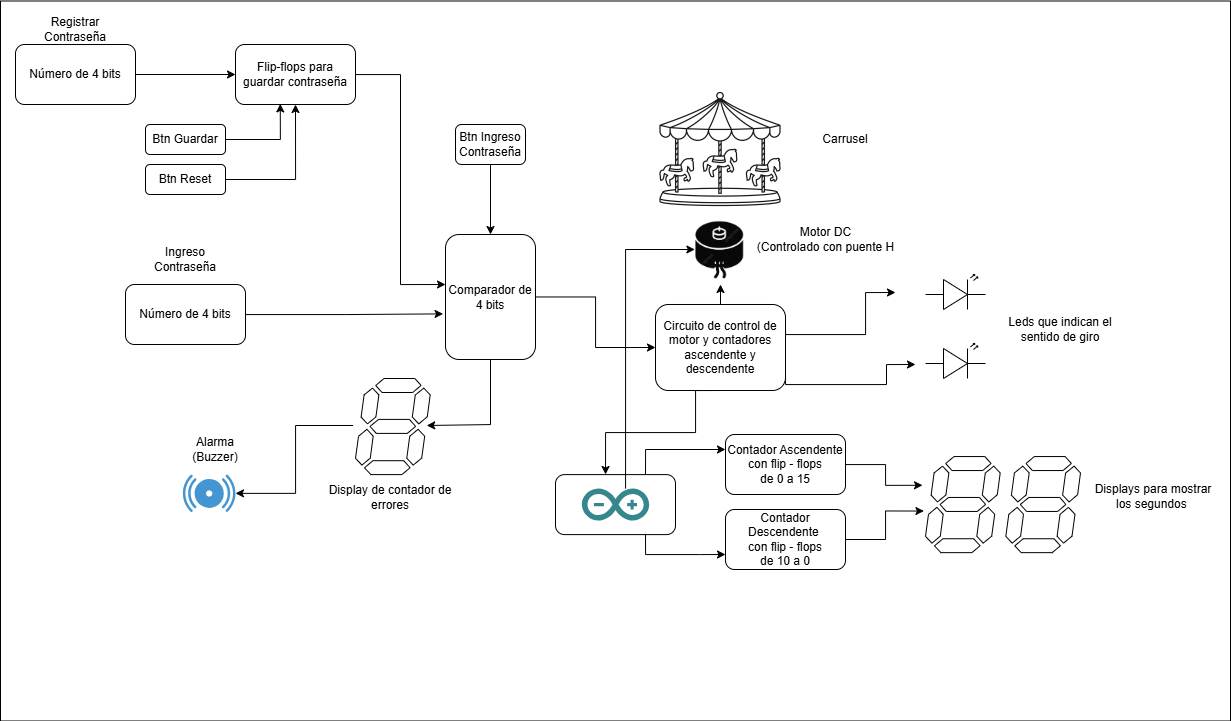 Registrar
Contraseña
Número de 4 bits
Flip-flops para
guardar contraseña
Btn Guardar
Btn Reset
Btn Ingreso
Contraseña
Carrusel
Motor DC
(Controlado con puente H
Ingreso
Contraseña
Número de 4 bits
Comparador de
4 bits
Circuito de control de
motor y contadores
ascendente y
descendente
Leds que indican el
sentido de giro
Alarma
(Buzzer)
Display de contador de
errores
Contador Ascendente
con flip - flops
de 0 a 15
Contador
Descendente
con flip - flops
de 10 a 0
Displays para mostrar
los segundos